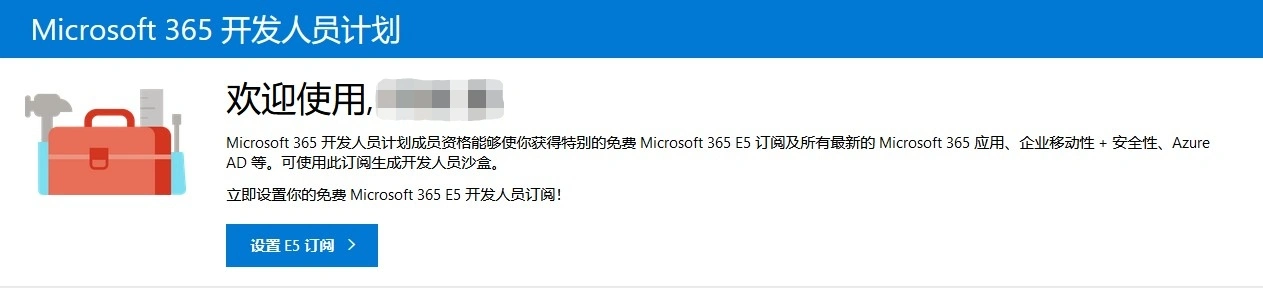 Microsoft 365 开发人员计划
欢迎使用,
Microsoft 365 开发人员计划成员资格能够使你获得特别的免费 Microsoft 365 E5 订阅及所有最新的 Microsoft 365 应用、企业移动性 + 安全性、Azure
AD 等。可使用此订阅生成开发人员沙盒。
立即设置你的免费 Microsoft 365 E5 开发人员订阅!
设置 E5 订阅